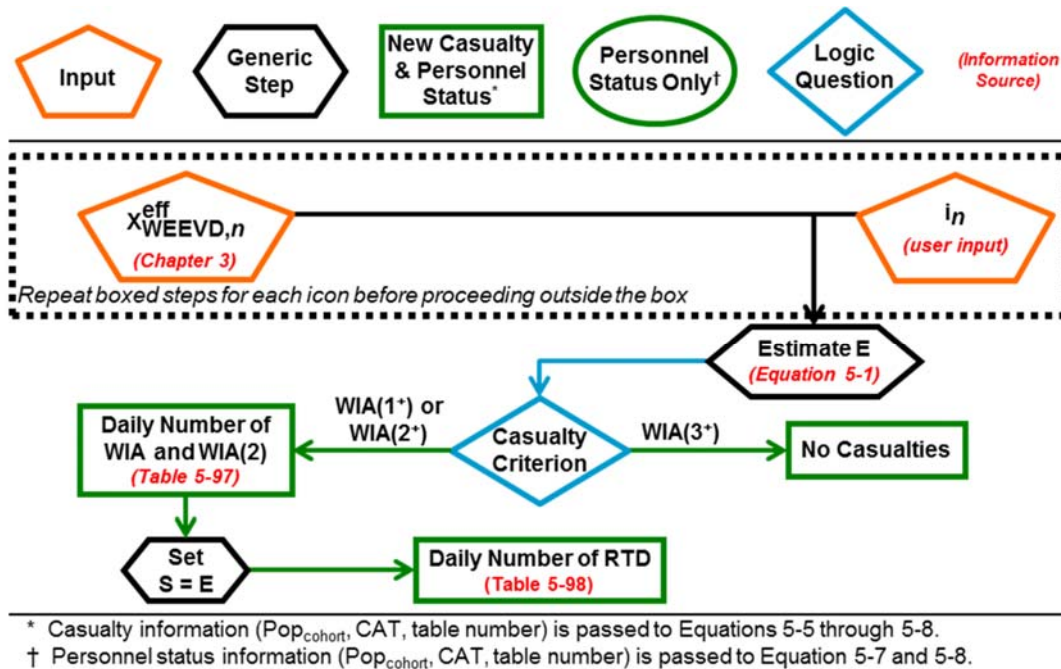 Input
Generic
Step
New Casualty
& Personnel
Status*
Personnel
Status Only†
Logic
Question
(Information
Source)
X^eff_WEEVD,n
(Chapter 3)
i_n
(user input)
Repeat boxed steps for each icon before proceeding outside the box
Estimate E
(Equation 5-1)
Daily Number of
WIA and WIA(2)
(Table 5-97)
WIA(1⁺) or
WIA(2⁺)
Casualty
Criterion
WIA(3⁺)
No Casualties
Set
S = E
Daily Number of RTD
(Table 5-98)
* Casualty information (Pop_cohort, CAT, table number) is passed to Equations 5-5 through 5-8.
† Personnel status information (Pop_cohort, CAT, table number) is passed to Equation 5-7 and 5-8.